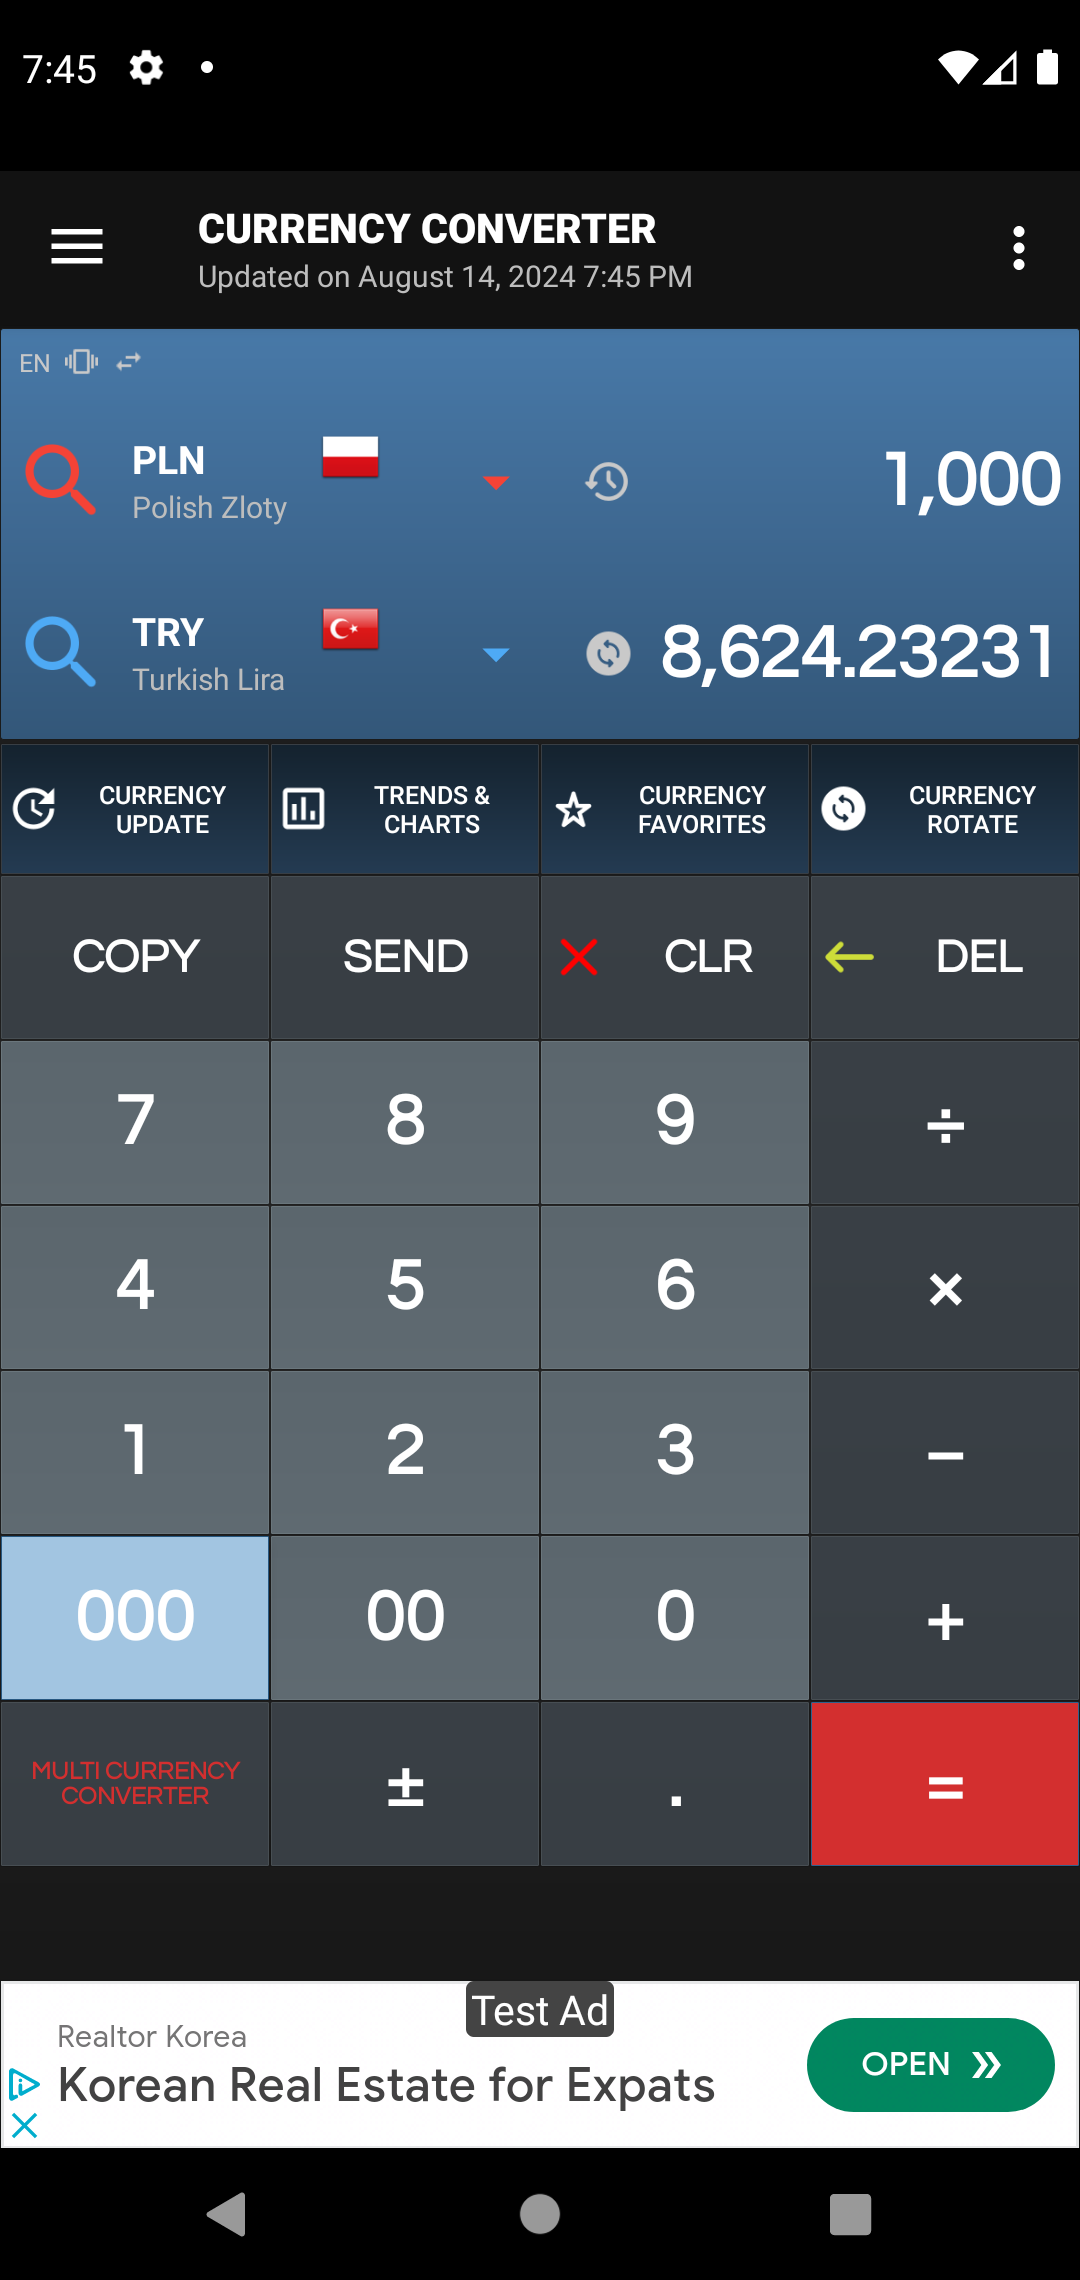 7:45
CURRENCY CONVERTER
Updated on August 14, 2024 7:45 PM
EN
PLN
Polish Zloty
1,000
TRY
Turkish Lira
8,624.23231
CURRENCY
UPDATE
TRENDS &
CHARTS
CURRENCY
FAVORITES
CURRENCY
ROTATE
COPY
SEND
CLR
DEL
7
8
9
÷
4
5
6
×
1
2
3
−
000
00
0
+
MULTI CURRENCY
CONVERTER
±
.
=
Test Ad
Realtor Korea
Korean Real Estate for Expats
OPEN